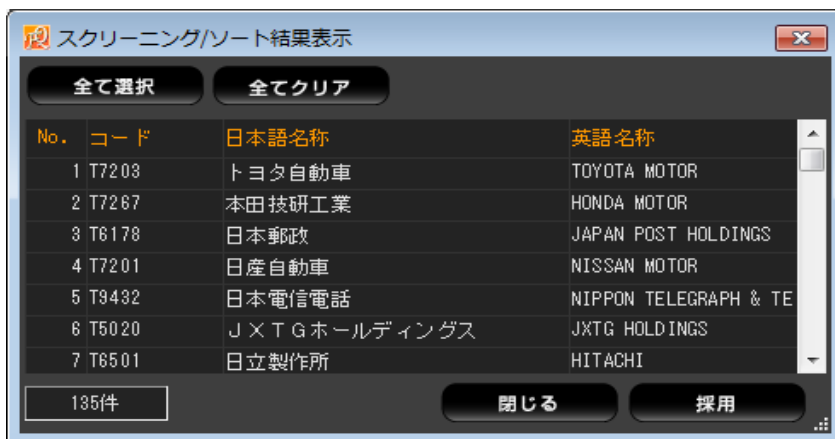 スクリーニング/ソート結果表示
全て選択 全てクリア
No. コード 日本語名称 英語名称
1 T7203 トヨタ自動車 TOYOTA MOTOR
2 T7267 本田技研工業 HONDA MOTOR
3 T6178 日本郵政 JAPAN POST HOLDINGS
4 T7201 日産自動車 NISSAN MOTOR
5 T9432 日本電信電話 NIPPON TELEGRAPH & TE
6 T5020 ＪＸＴＧホールディングス JXTG HOLDINGS
7 T6501 日立製作所 HITACHI
135件 閉じる 採用